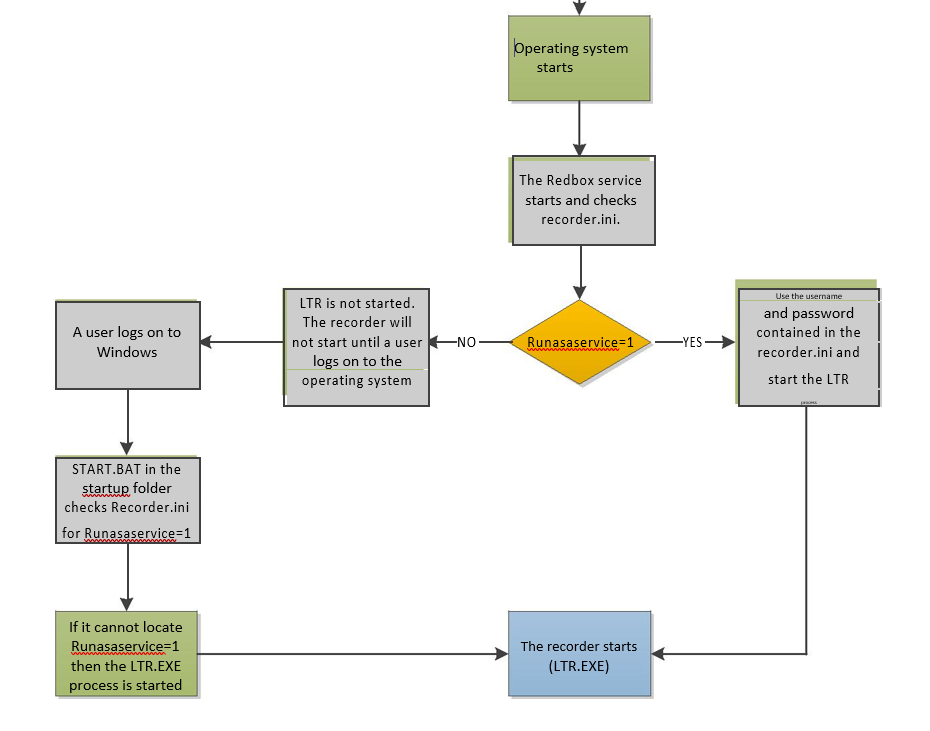 Operating system
starts
The Redbox service
starts and checks
recorder.ini.
Runasaservice=1
NO
YES
LTR is not started.
The recorder will
not start until a user
logs on to the
operating system
A user logs on to
Windows
Use the username
and password
contained in the
recorder.ini and
start the LTR
process
START.BAT in the
startup folder
checks Recorder.ini
for Runasaservice=1
If it cannot locate
Runasaservice=1
then the LTR.EXE
process is started
The recorder starts
(LTR.EXE)